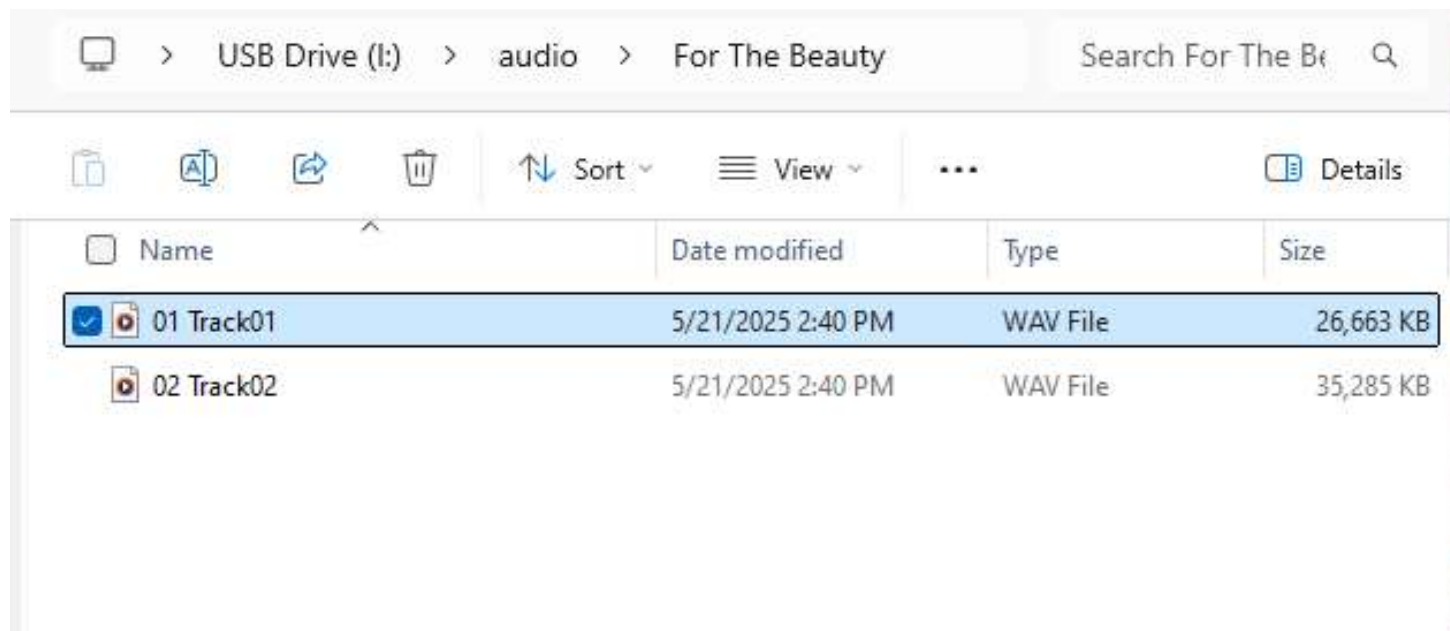 > USB Drive (I:) > audio > For The Beauty Search For The Be
Sort View ... Details
Name Date modified Type Size
01 Track01 5/21/2025 2:40 PM WAV File 26,663 KB
02 Track02 5/21/2025 2:40 PM WAV File 35,285 KB